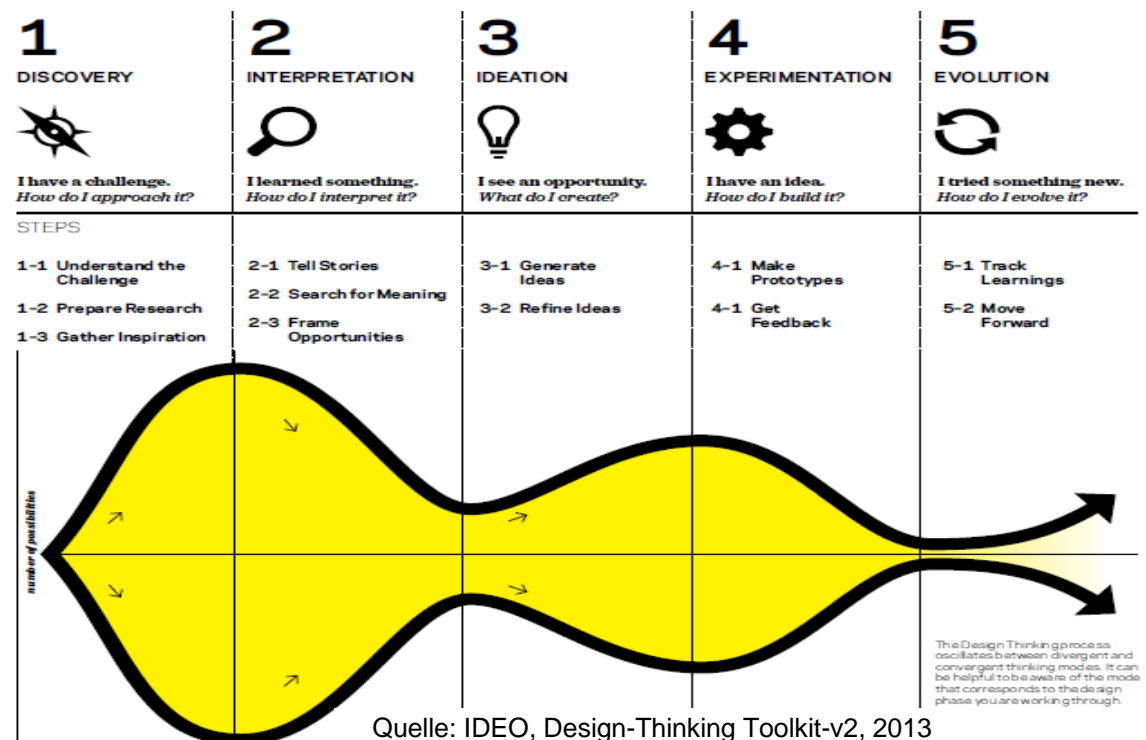 1
DISCOVERY
I have a challenge.
How do I approach it?
2
INTERPRETATION
I learned something.
How do I interpret it?
3
IDEATION
I see an opportunity.
What do I create?
4
EXPERIMENTATION
I have an idea.
How do I build it?
5
EVOLUTION
I tried something new.
How do I evolve it?
STEPS
1-1 Understand the
Challenge
1-2 Prepare Research
1-3 Gather Inspiration
2-1 Tell Stories
2-2 Search for Meaning
2-3 Frame
Opportunities
3-1 Generate
Ideas
3-2 Refine Ideas
4-1 Make
Prototypes
4-1 Get
Feedback
5-1 Track
Learnings
5-2 Move
Forward
number of possibilities
The Design Thinking process
oscillates between divergent and
convergent thinking modes. It can
be helpful to be aware of the mode
that corresponds to the design
phase you are working through.
Quelle: IDEO, Design-Thinking Toolkit-v2, 2013